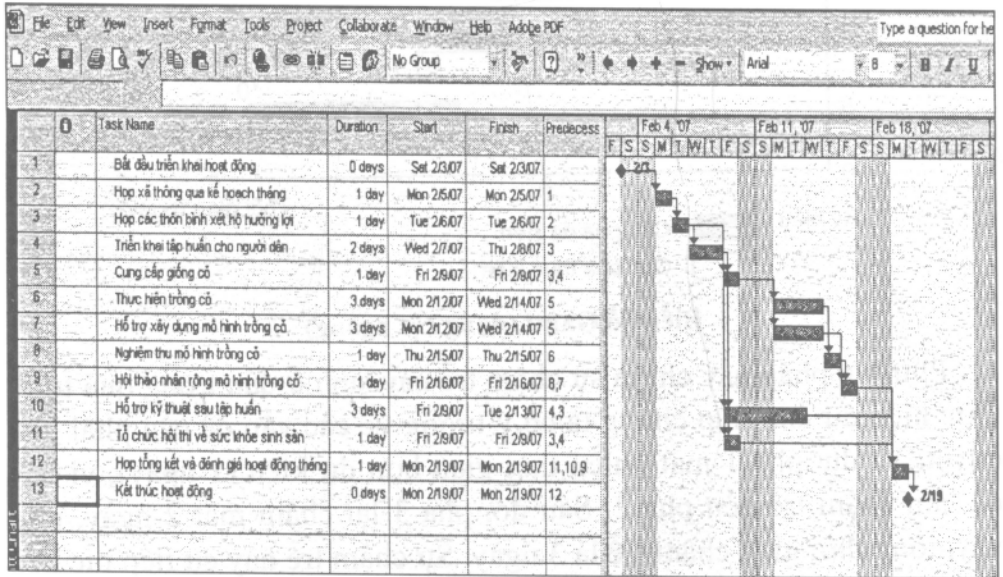 File Edit View Insert Format Tools Project Collaborate Window Help Adobe PDF Type a question for he
No Group Show Arial 8 B I U
Task Name Duration Start Finish Predecess Feb 4, '07 Feb 11, '07 Feb 18, '07
F S S M T W T F S S M T W T F S S M T W T F S
1 Bắt đầu triển khai hoạt động 0 days Sat 2/3/07 Sat 2/3/07 2/3
2 Họp xã thông qua kế hoạch tháng 1 day Mon 2/5/07 Mon 2/5/07 1
3 Họp các thôn bình xét hộ hưởng lợi 1 day Tue 2/6/07 Tue 2/6/07 2
4 Triển khai tập huấn cho người dân 2 days Wed 2/7/07 Thu 2/8/07 3
5 Cung cấp giống cỏ 1 day Fri 2/9/07 Fri 2/9/07 3,4
6 Thực hiện trồng cỏ 3 days Mon 2/12/07 Wed 2/14/07 5
7 Hỗ trợ xây dựng mô hình trồng cỏ 3 days Mon 2/12/07 Wed 2/14/07 5
8 Nghiệm thu mô hình trồng cỏ 1 day Thu 2/15/07 Thu 2/15/07 6
9 Hội thảo nhân rộng mô hình trồng cỏ 1 day Fri 2/16/07 Fri 2/16/07 8,7
10 Hỗ trợ kỹ thuật sau tập huấn 3 days Fri 2/9/07 Tue 2/13/07 4,3
11 Tổ chức hội thi về sức khỏe sinh sản 1 day Fri 2/9/07 Fri 2/9/07 3,4
12 Họp tổng kết và đánh giá hoạt động tháng 1 day Mon 2/19/07 Mon 2/19/07 11,10,9
13 Kết thúc hoạt động 0 days Mon 2/19/07 Mon 2/19/07 12 2/19